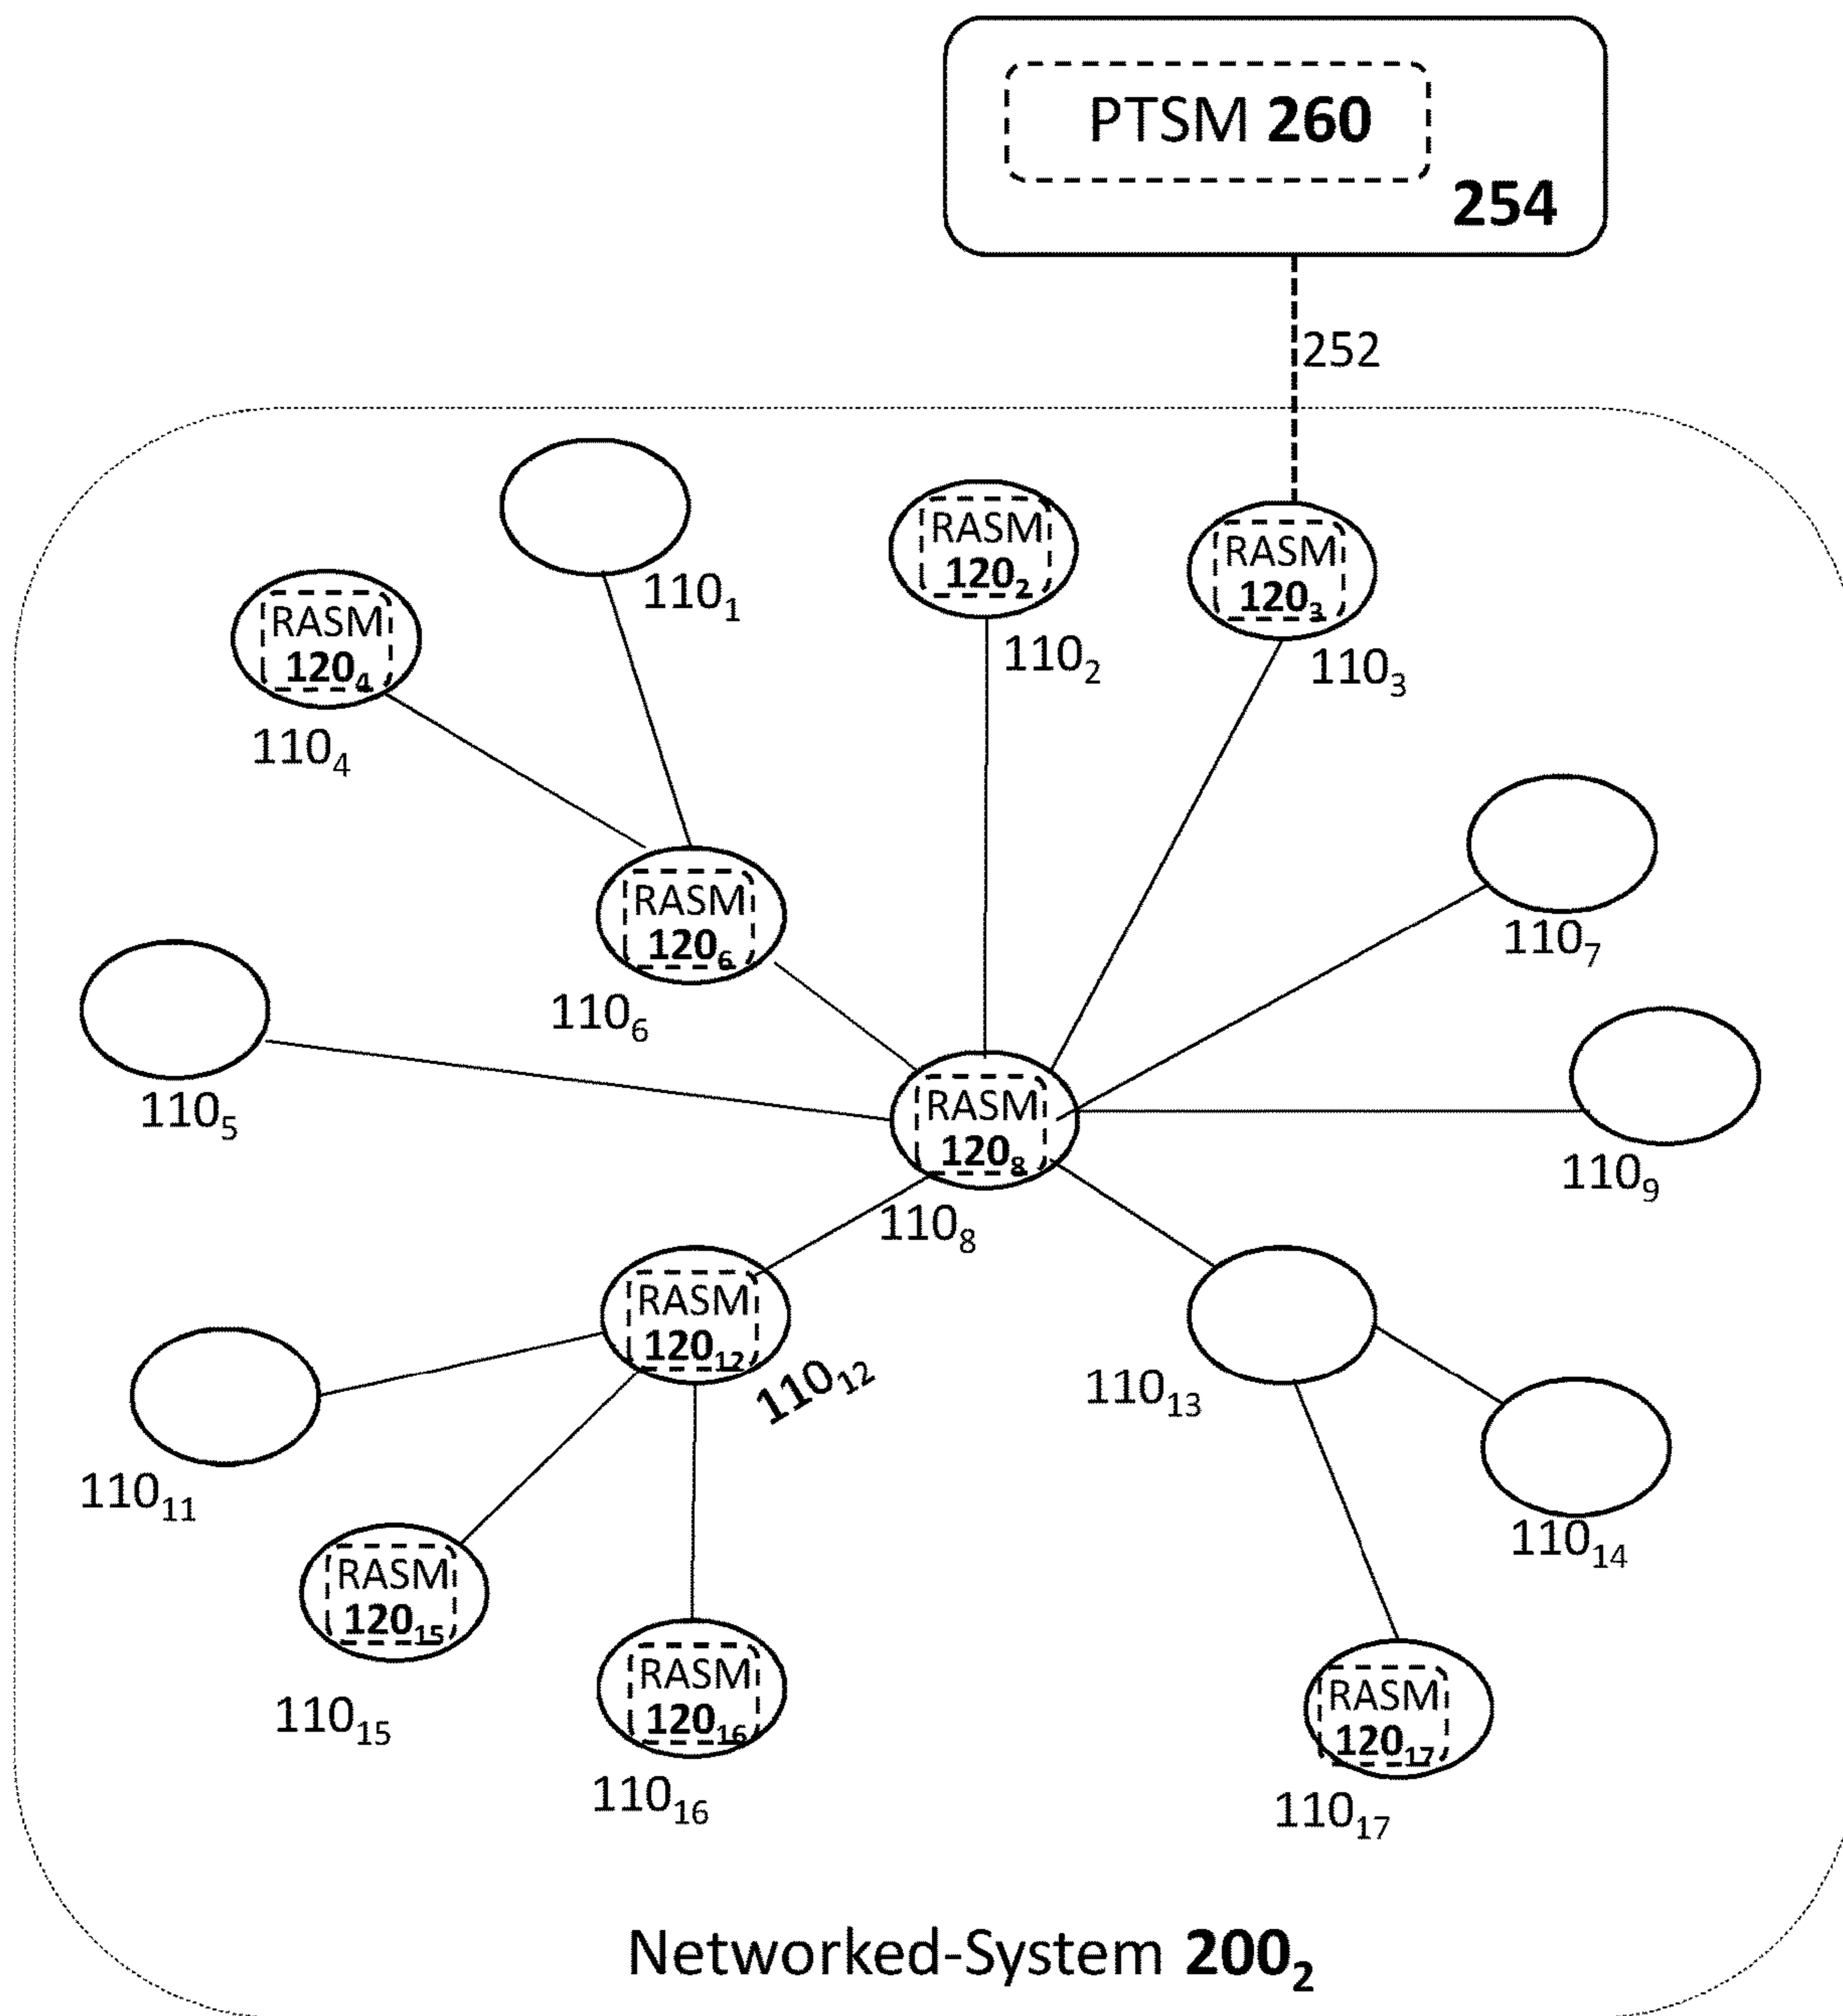 PTSM 260
254
252
110₁
RASM
120₂
110₂
RASM
120₃
110₃
RASM
120₄
110₄
RASM
120₆
110₆
110₇
110₅
RASM
120₈
110₈
110₉
RASM
120₁₂
110₁₂
110₁₃
110₁₁
110₁₄
RASM
120₁₅
110₁₅
RASM
120₁₆
110₁₆
RASM
120₁₇
110₁₇
Networked-System 200₂